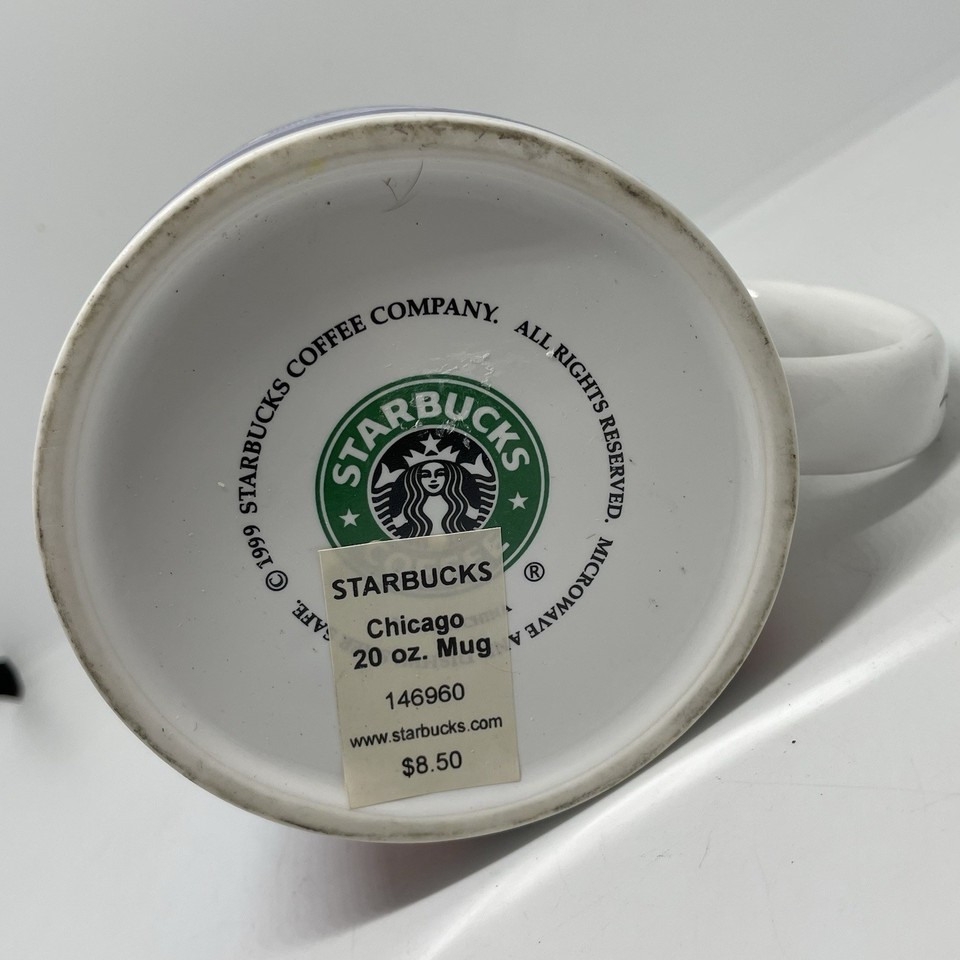 © 1999 STARBUCKS COFFEE COMPANY. ALL RIGHTS RESERVED. MICROWAVE
STARBUCKS
®
STARBUCKS
Chicago
20 oz. Mug
146960
www.starbucks.com
$8.50